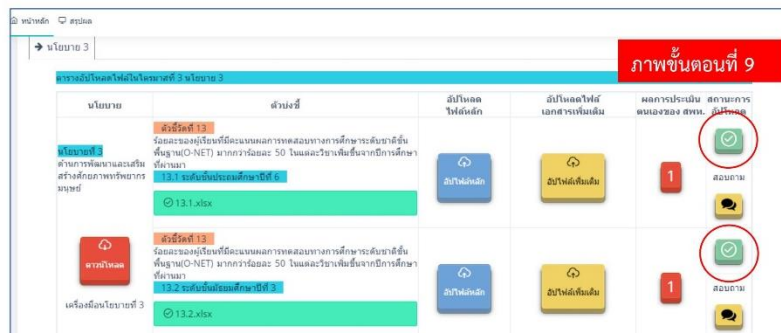 หน้าหลัก สรุปผล
นโยบาย 3
ภาพขั้นตอนที่ 9
ตารางอัปโหลดไฟล์ในไตรมาสที่ 3 นโยบาย 3
นโยบาย ตัวบ่งชี้ อัปโหลด ไฟล์หลัก อัปโหลดไฟล์ เอกสารเพิ่มเติม ผลการประเมิน ตนเองของ สพท. สถานะการ อัปโหลด
นโยบายที่ 3
ด้านการพัฒนาและเสริม
สร้างศักยภาพทรัพยากร
มนุษย์
ตัวชี้วัดที่ 13
ร้อยละของผู้เรียนที่มีคะแนนผลการทดสอบทางการศึกษาระดับชาติขั้น
พื้นฐาน(O-NET) มากกว่าร้อยละ 50 ในแต่ละวิชาเพิ่มขึ้นจากปีการศึกษา
ที่ผ่านมา
13.1 ระดับชั้นประถมศึกษาปีที่ 6
13.1.xlsx
อัปไฟล์หลัก
อัปไฟล์เพิ่มเติม
1
สอบถาม
ดาวน์โหลด
เครื่องมือนโยบายที่ 3
ตัวชี้วัดที่ 13
ร้อยละของผู้เรียนที่มีคะแนนผลการทดสอบทางการศึกษาระดับชาติขั้น
พื้นฐาน(O-NET) มากกว่าร้อยละ 50 ในแต่ละวิชาเพิ่มขึ้นจากปีการศึกษา
ที่ผ่านมา
13.2 ระดับชั้นมัธยมศึกษาปีที่ 3
13.2.xlsx
อัปไฟล์หลัก
อัปไฟล์เพิ่มเติม
1
สอบถาม